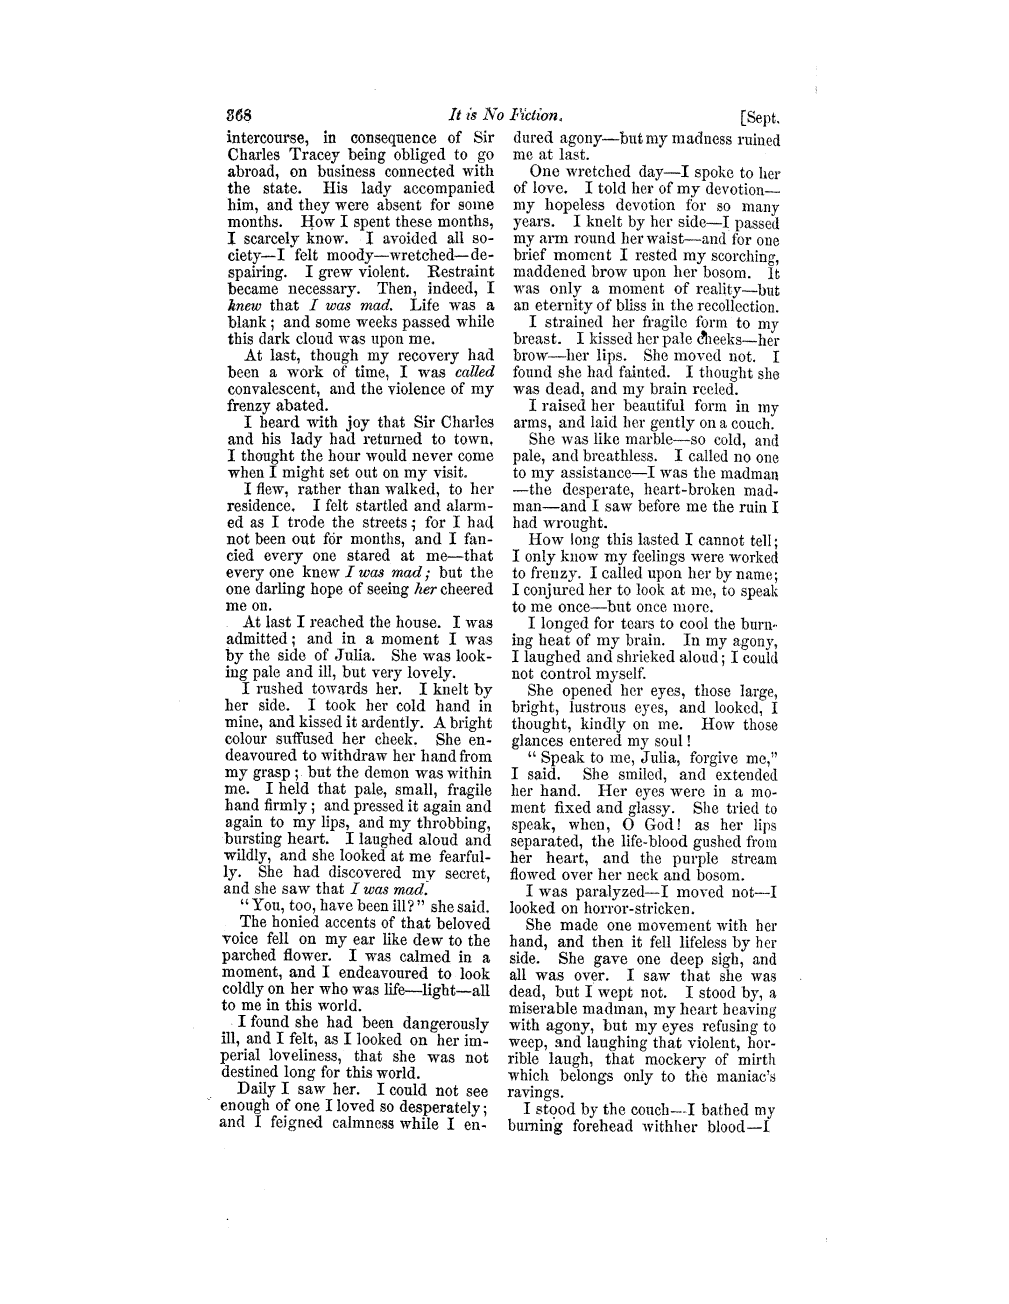 368 It is No Fiction. [Sept.
intercourse, in consequence of Sir
Charles Tracey being obliged to go
abroad, on business connected with
the state. His lady accompanied
him, and they were absent for some
months. How I spent these months,
I scarcely know. I avoided all so-
ciety—I felt moody—wretched—de-
spairing. I grew violent. Restraint
became necessary. Then, indeed, I
knew that I was mad. Life was a
blank; and some weeks passed while
this dark cloud was upon me.
At last, though my recovery had
been a work of time, I was called
convalescent, and the violence of my
frenzy abated.
I heard with joy that Sir Charles
and his lady had returned to town.
I thought the hour would never come
when I might set out on my visit.
I flew, rather than walked, to her
residence. I felt startled and alarm-
ed as I trode the streets; for I had
not been out for months, and I fan-
cied every one stared at me—that
every one knew I was mad; but the
one darling hope of seeing her cheered
me on.
At last I reached the house. I was
admitted; and in a moment I was
by the side of Julia. She was look-
ing pale and ill, but very lovely.
I rushed towards her. I knelt by
her side. I took her cold hand in
mine, and kissed it ardently. A bright
colour suffused her cheek. She en-
deavoured to withdraw her hand from
my grasp; but the demon was within
me. I held that pale, small, fragile
hand firmly; and pressed it again and
again to my lips, and my throbbing,
bursting heart. I laughed aloud and
wildly, and she looked at me fearful-
ly. She had discovered my secret,
and she saw that I was mad.
"You, too, have been ill?" she said.
The honied accents of that beloved
voice fell on my ear like dew to the
parched flower. I was calmed in a
moment, and I endeavoured to look
coldly on her who was life—light—all
to me in this world.
I found she had been dangerously
ill, and I felt, as I looked on her im-
perial loveliness, that she was not
destined long for this world.
Daily I saw her. I could not see
enough of one I loved so desperately;
and I feigned calmness while I en-
dured agony—but my madness ruined
me at last.
One wretched day—I spoke to her
of love. I told her of my devotion—
my hopeless devotion for so many
years. I knelt by her side—I passed
my arm round her waist—and for one
brief moment I rested my scorching,
maddened brow upon her bosom. It
was only a moment of reality—but
an eternity of bliss in the recollection.
I strained her fragile form to my
breast. I kissed her pale cheeks—her
brow—her lips. She moved not. I
found she had fainted. I thought she
was dead, and my brain reeled.
I raised her beautiful form in my
arms, and laid her gently on a couch.
She was like marble—so cold, and
pale, and breathless. I called no one
to my assistance—I was the madman
—the desperate, heart-broken mad-
man—and I saw before me the ruin I
had wrought.
How long this lasted I cannot tell;
I only know my feelings were worked
to frenzy. I called upon her by name;
I conjured her to look at me, to speak
to me once—but once more.
I longed for tears to cool the burn-
ing heat of my brain. In my agony,
I laughed and shrieked aloud; I could
not control myself.
She opened her eyes, those large,
bright, lustrous eyes, and looked, I
thought, kindly on me. How those
glances entered my soul!
"Speak to me, Julia, forgive me,"
I said. She smiled, and extended
her hand. Her eyes were in a mo-
ment fixed and glassy. She tried to
speak, when, O God! as her lips
separated, the life-blood gushed from
her heart, and the purple stream
flowed over her neck and bosom.
I was paralyzed—I moved not—I
looked on horror-stricken.
She made one movement with her
hand, and then it fell lifeless by her
side. She gave one deep sigh, and
all was over. I saw that she was
dead, but I wept not. I stood by, a
miserable madman, my heart heaving
with agony, but my eyes refusing to
weep, and laughing that violent, hor-
rible laugh, that mockery of mirth
which belongs only to the maniac's
ravings.
I stood by the couch—I bathed my
burning forehead withher blood—I